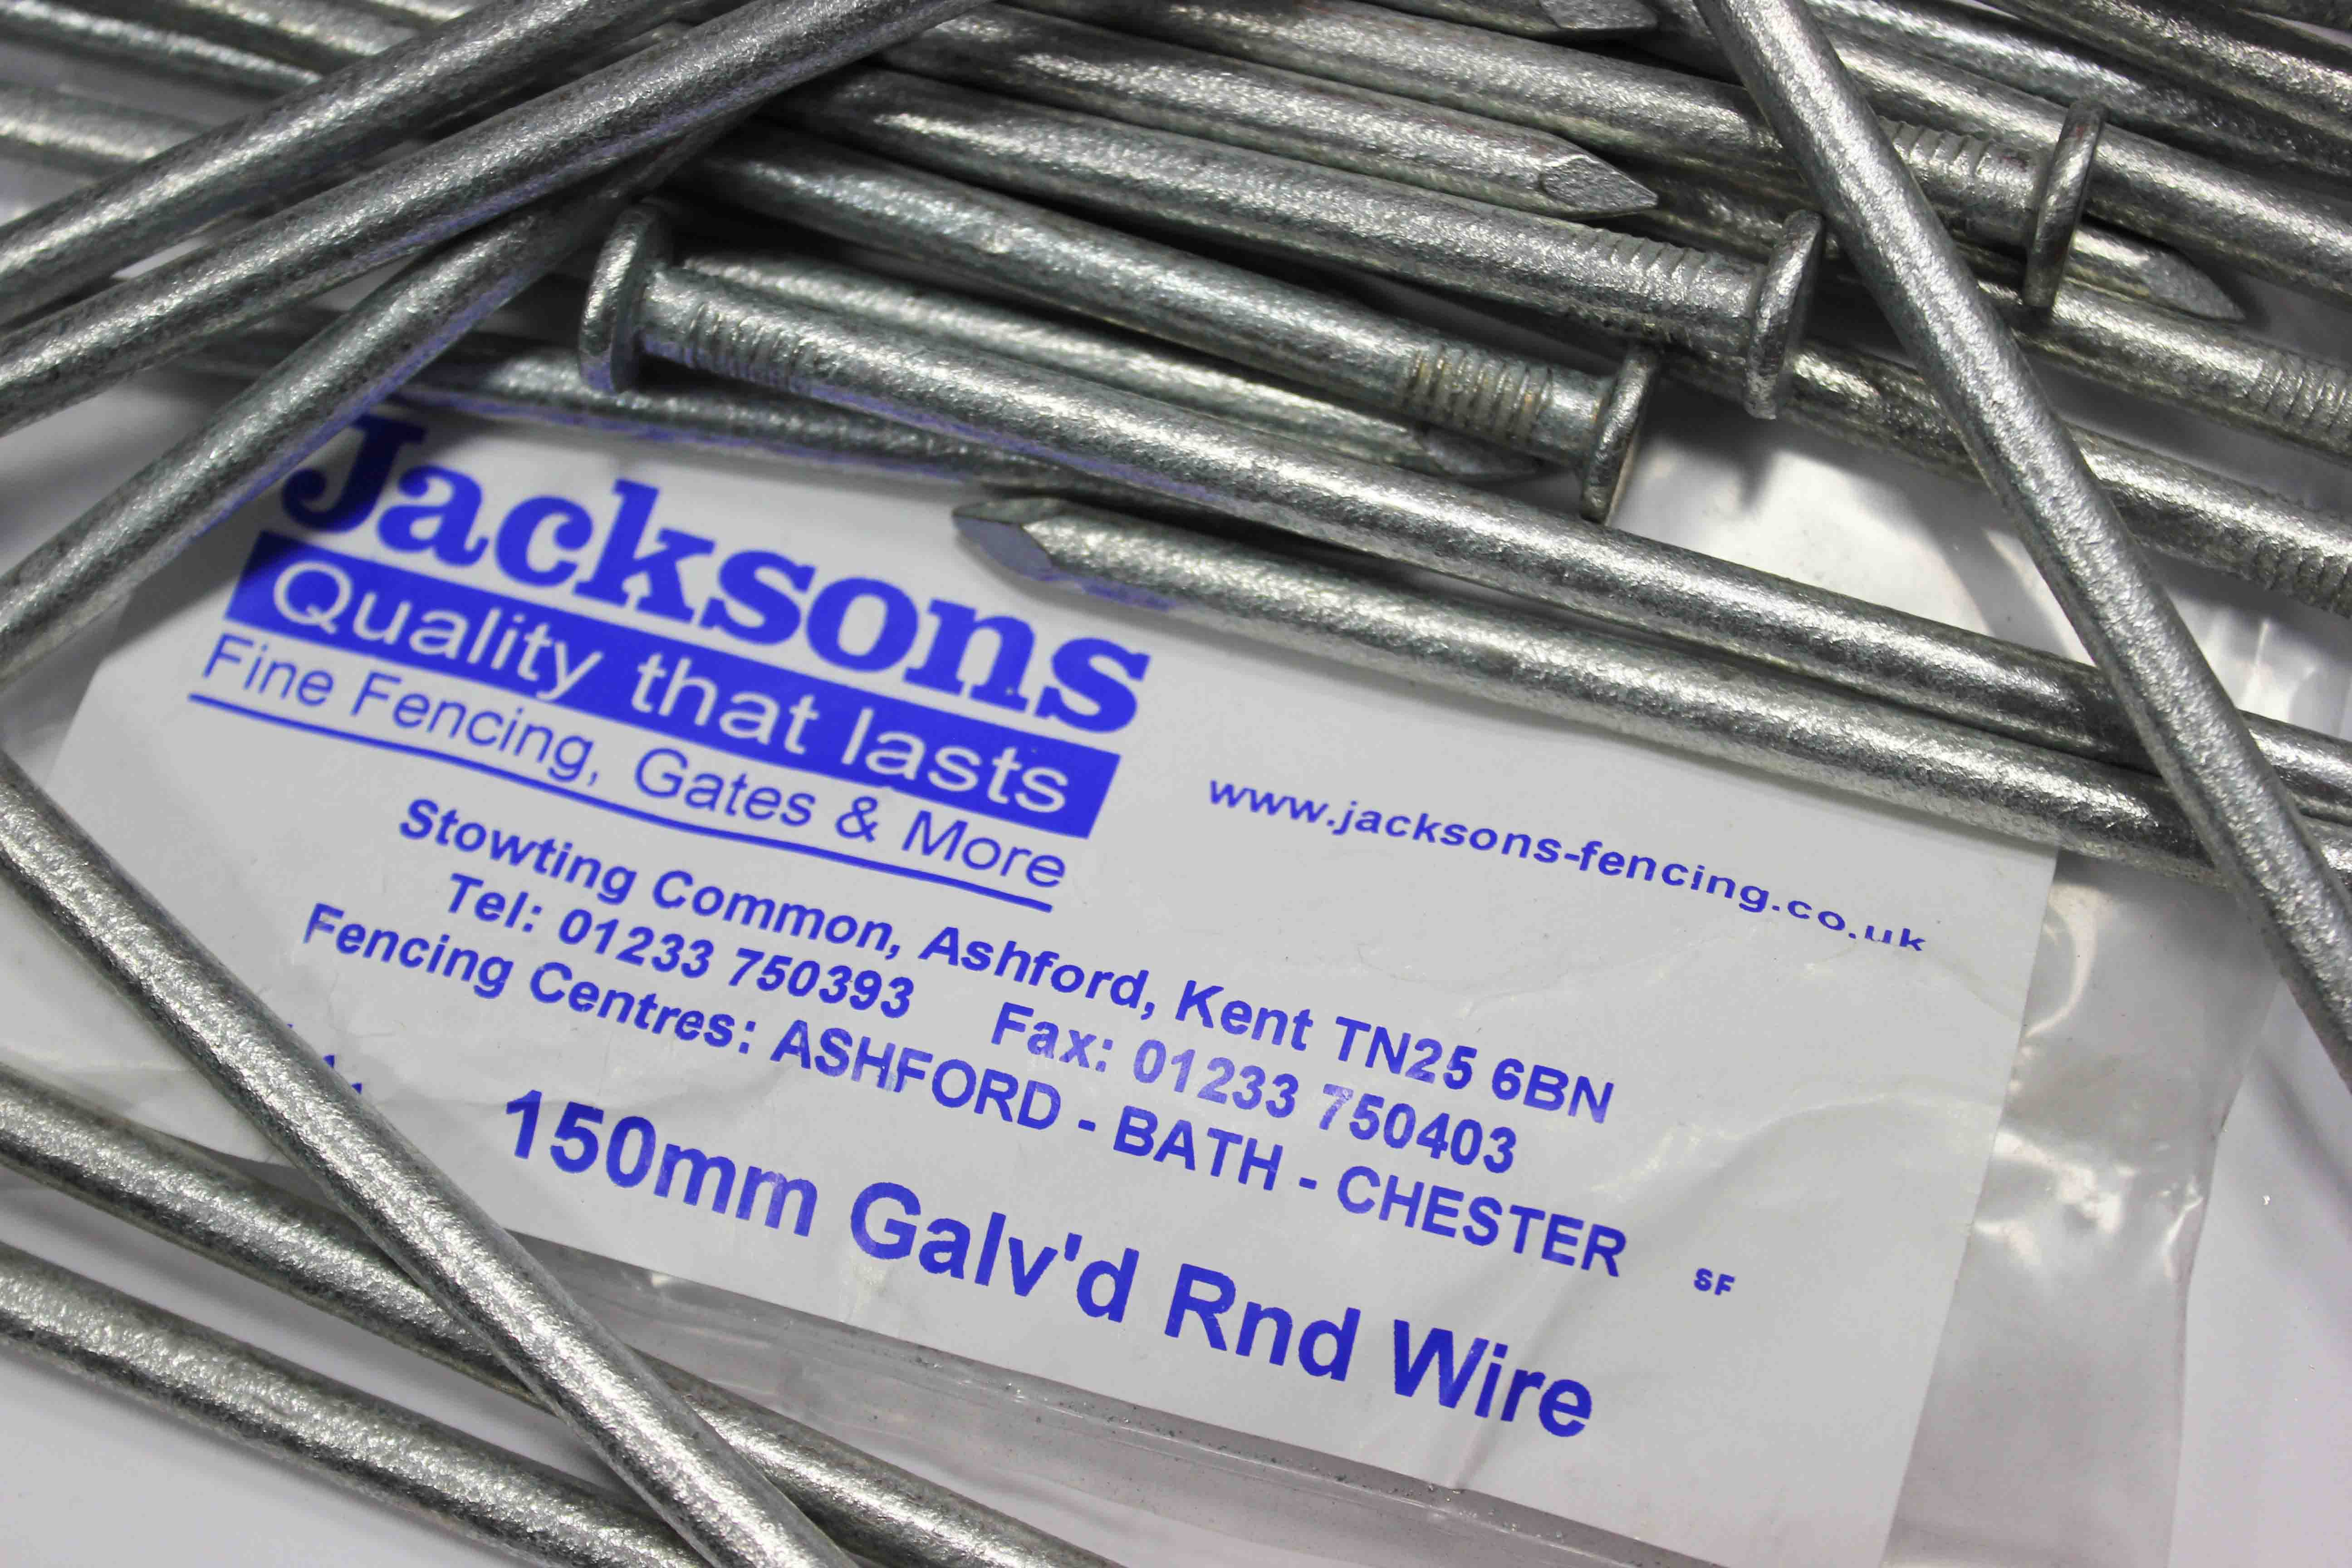 Jacksons
Quality that lasts
Fine Fencing, Gates & More
www.jacksons-fencing.co.uk
Stowting Common, Ashford, Kent TN25 6BN
Tel: 01233 750393 Fax: 01233 750403
Fencing Centres: ASHFORD - BATH - CHESTER
SF
150mm Galv'd Rnd Wire